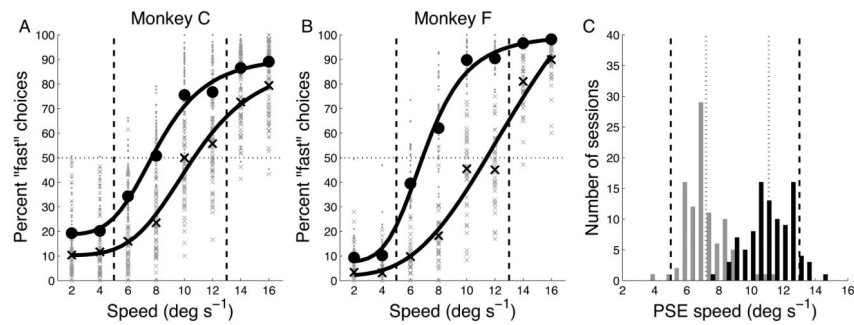 A
Monkey C
Percent "fast" choices
100
90
80
70
60
50
40
30
20
10
0
2 4 6 8 10 12 14 16
Speed (deg s⁻¹)
B
Monkey F
Percent "fast" choices
100
90
80
70
60
50
40
30
20
10
0
2 4 6 8 10 12 14 16
Speed (deg s⁻¹)
C
Number of sessions
40
35
30
25
20
15
10
5
0
2 4 6 8 10 12 14 16
PSE speed (deg s⁻¹)